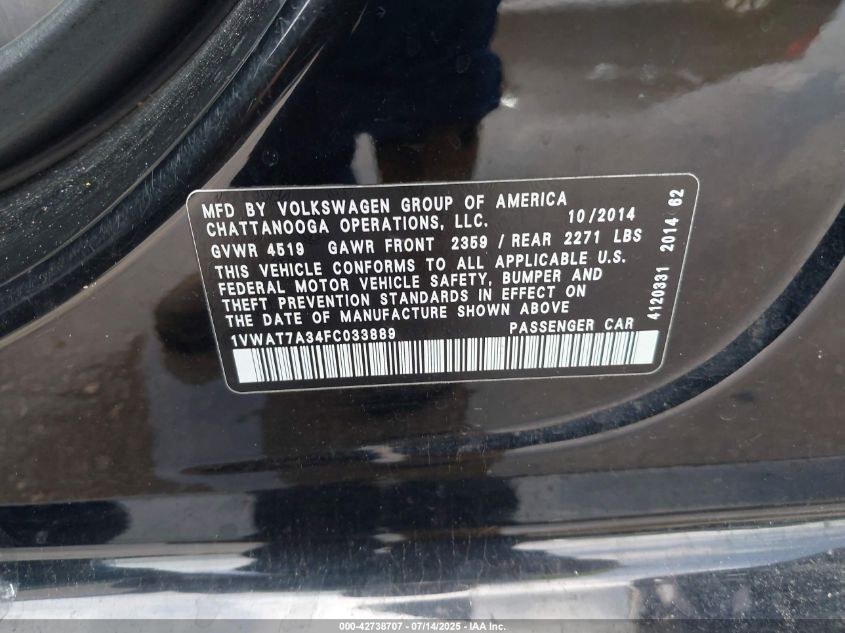 MFD BY VOLKSWAGEN GROUP OF AMERICA
CHATTANOOGA OPERATIONS, LLC. 10/2014
GVWR 4519 GAWR FRONT 2359 / REAR 2271 LBS
THIS VEHICLE CONFORMS TO ALL APPLICABLE U.S.
FEDERAL MOTOR VEHICLE SAFETY, BUMPER AND
THEFT PREVENTION STANDARDS IN EFFECT ON
THE DATE OF MANUFACTURE SHOWN ABOVE
1VWAT7A34FC033889 PASSENGER CAR
4120331 2014 62
000-42738707 - 07/14/2025 - IAA Inc.